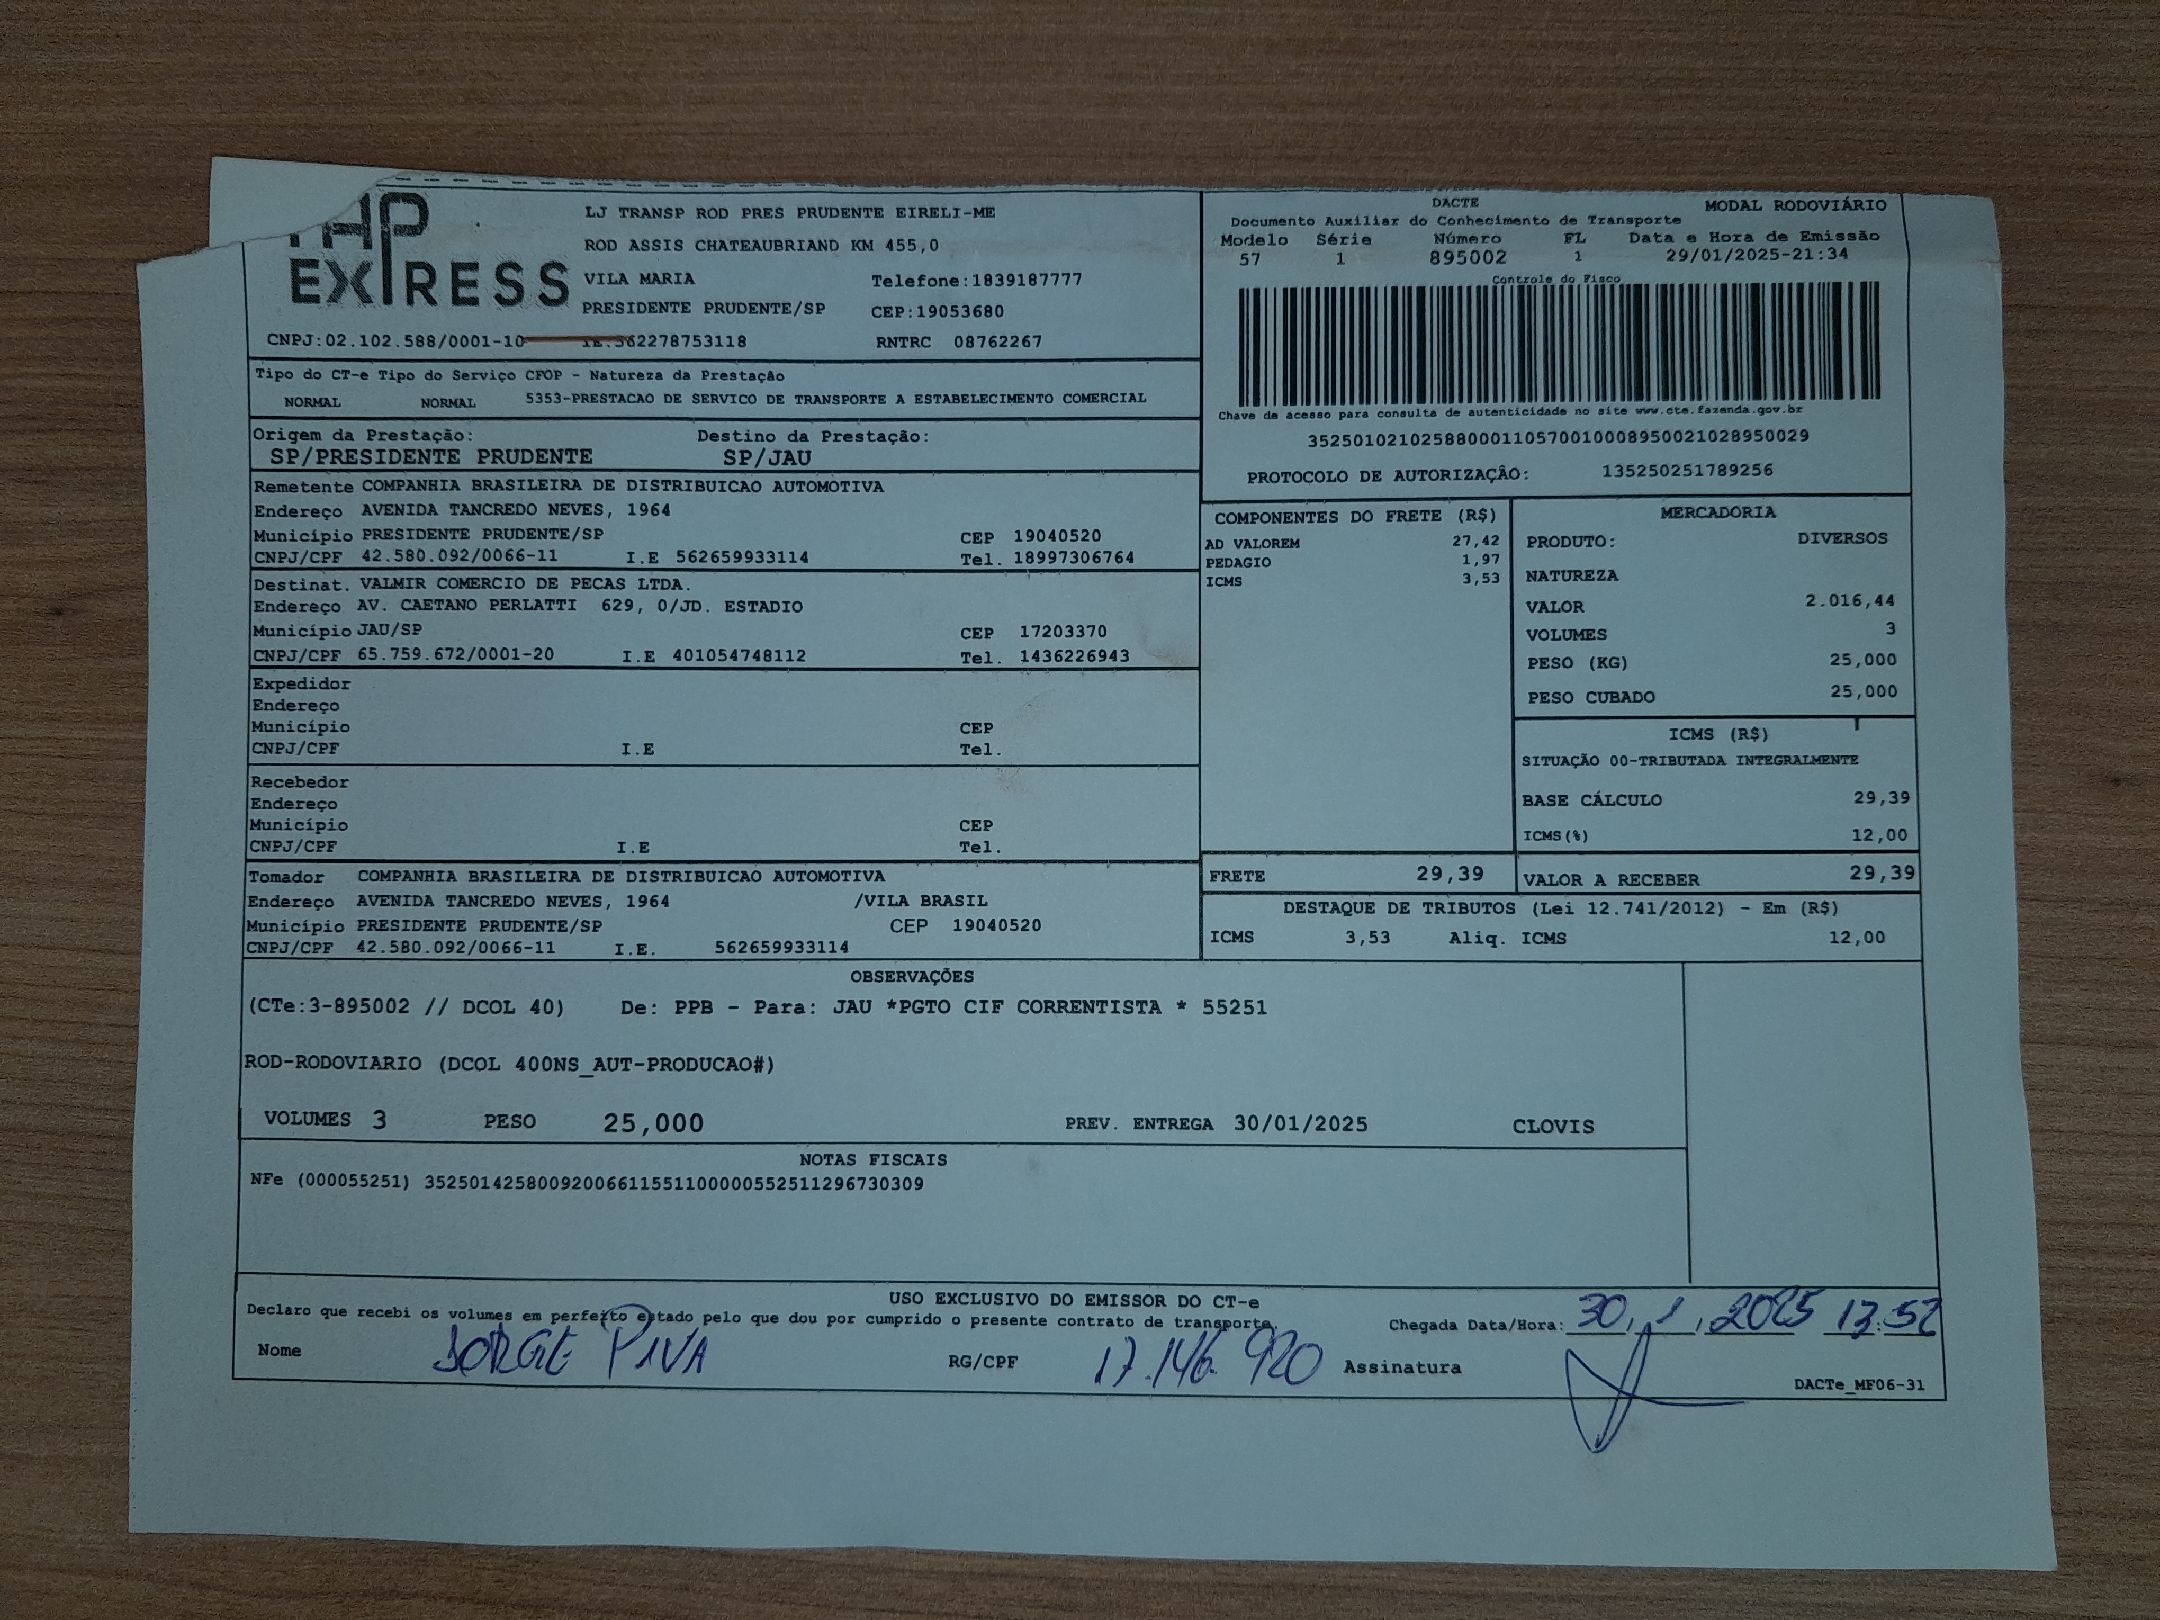 EXPRESS
LJ TRANSP ROD PRES PRUDENTE EIRELI-ME
ROD ASSIS CHATEAUBRIAND KM 455,0
VILA MARIA Telefone:1839187777
PRESIDENTE PRUDENTE/SP CEP:19053680
CNPJ:02.102.588/0001-10 IE.562278753118 RNTRC 08762267
Tipo do CT-e Tipo do Serviço CFOP - Natureza da Prestação
NORMAL NORMAL 5353-PRESTACAO DE SERVICO DE TRANSPORTE A ESTABELECIMENTO COMERCIAL
Origem da Prestação: Destino da Prestação:
SP/PRESIDENTE PRUDENTE SP/JAU
Remetente COMPANHIA BRASILEIRA DE DISTRIBUICAO AUTOMOTIVA
Endereço AVENIDA TANCREDO NEVES, 1964
Município PRESIDENTE PRUDENTE/SP CEP 19040520
CNPJ/CPF 42.580.092/0066-11 I.E 562659933114 Tel. 18997306764
Destinat. VALMIR COMERCIO DE PECAS LTDA.
Endereço AV. CAETANO PERLATTI 629, 0/JD. ESTADIO
Município JAU/SP CEP 17203370
CNPJ/CPF 65.759.672/0001-20 I.E 401054748112 Tel. 1436226943
Expedidor
Endereço
Município CEP
CNPJ/CPF I.E Tel.
Recebedor
Endereço
Município CEP
CNPJ/CPF I.E Tel.
Tomador COMPANHIA BRASILEIRA DE DISTRIBUICAO AUTOMOTIVA
Endereço AVENIDA TANCREDO NEVES, 1964 /VILA BRASIL
Município PRESIDENTE PRUDENTE/SP CEP 19040520
CNPJ/CPF 42.580.092/0066-11 I.E. 562659933114
DACTE MODAL RODOVIÁRIO
Documento Auxiliar do Conhecimento de Transporte
Modelo Série Número FL Data e Hora de Emissão
57 1 895002 1 29/01/2025-21:34
Controle do Fisco
Chave de acesso para consulta de autenticidade no site www.cte.fazenda.gov.br
35250102102588000110570010008950021028950029
PROTOCOLO DE AUTORIZAÇÃO: 135250251789256
COMPONENTES DO FRETE (R$)
AD VALOREM 27,42
PEDAGIO 1,97
ICMS 3,53
MERCADORIA
PRODUTO: DIVERSOS
NATUREZA
VALOR 2.016,44
VOLUMES 3
PESO (KG) 25,000
PESO CUBADO 25,000
ICMS (R$)
SITUAÇÃO 00-TRIBUTADA INTEGRALMENTE
BASE CÁLCULO 29,39
ICMS(%) 12,00
FRETE 29,39 VALOR A RECEBER 29,39
DESTAQUE DE TRIBUTOS (Lei 12.741/2012) - Em (R$)
ICMS 3,53 Aliq. ICMS 12,00
OBSERVAÇÕES
(CTe:3-895002 // DCOL 40) De: PPB - Para: JAU *PGTO CIF CORRENTISTA * 55251
ROD-RODOVIARIO (DCOL 400NS_AUT-PRODUCAO#)
VOLUMES 3 PESO 25,000 PREV. ENTREGA 30/01/2025 CLOVIS
NOTAS FISCAIS
NFe (000055251) 35250142580092006611551100000552511296730309
USO EXCLUSIVO DO EMISSOR DO CT-e
Declaro que recebi os volumes em perfeito estado pelo que dou por cumprido o presente contrato de transporte. Chegada Data/Hora: 30, 1, 2025 13:52
Nome JORGE PIVA RG/CPF 17.146.920 Assinatura
DACTe_MF06-31